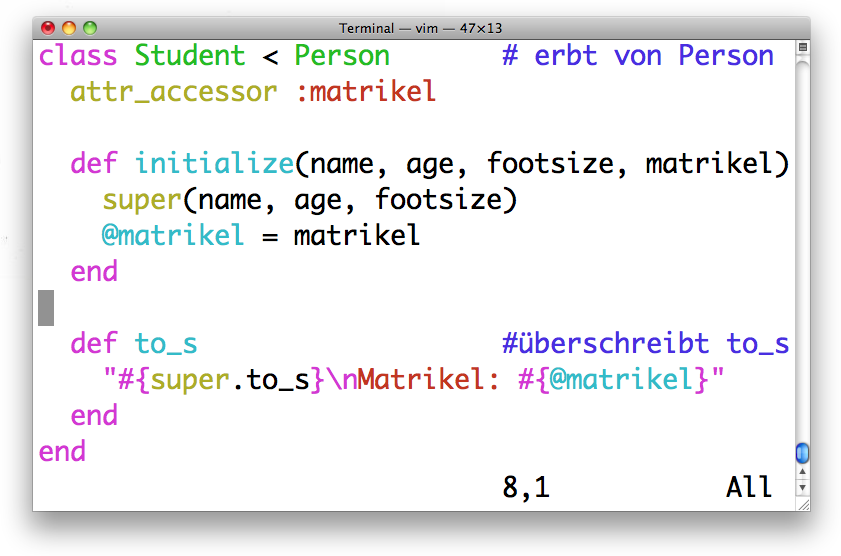 Terminal — vim — 47×13
class Student < Person       # erbt von Person
  attr_accessor :matrikel

  def initialize(name, age, footsize, matrikel)
    super(name, age, footsize)
    @matrikel = matrikel
  end

  def to_s                   #überschreibt to_s
    "#{super.to_s}\nMatrikel: #{@matrikel}"
  end
end
8,1           All